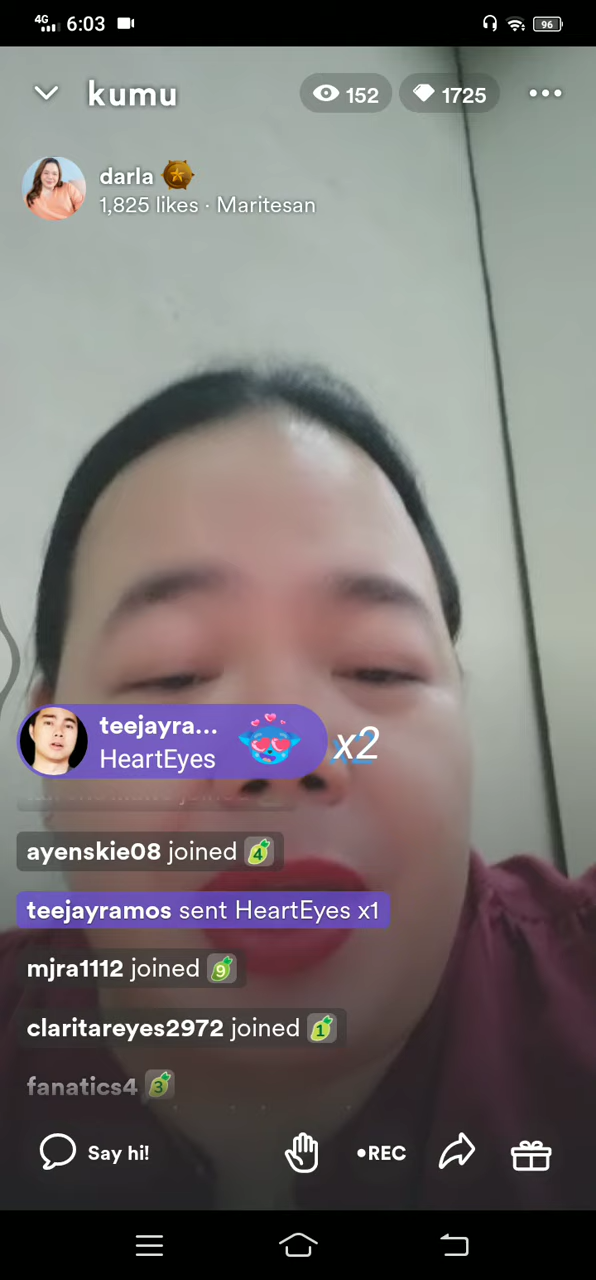 4G 6:03 96
kumu 152 1725
darla
1,825 likes · Maritesan
teejayra...
HeartEyes x2
ayenskie08 joined 4
teejayramos sent HeartEyes x1
mjra1112 joined 9
claritareyes2972 joined 1
fanatics4 3
Say hi! •REC